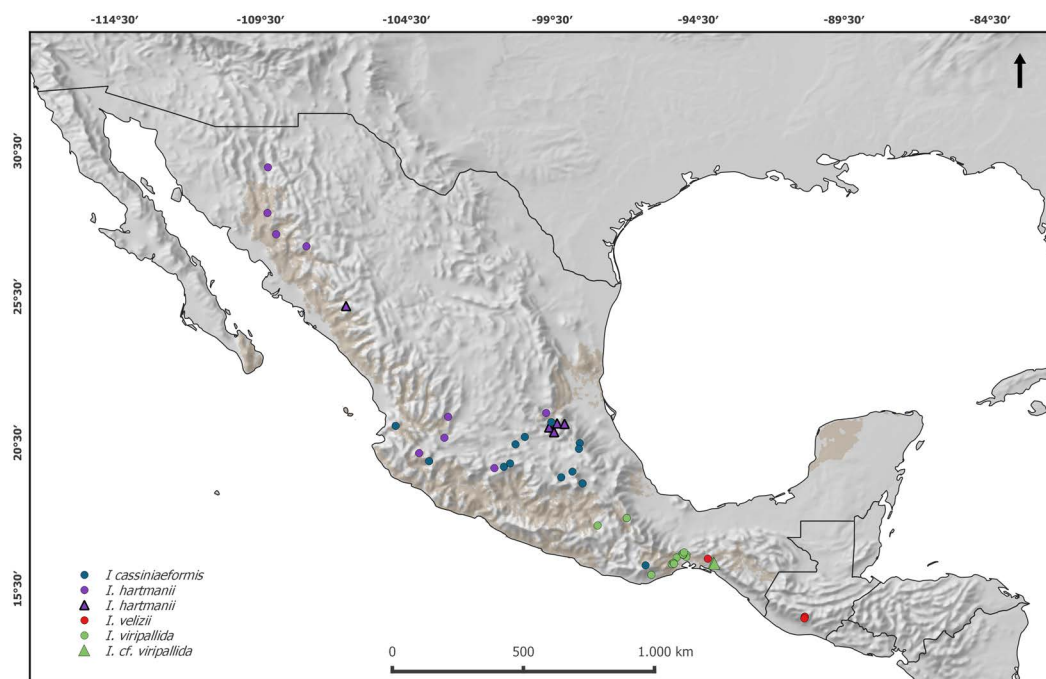 -114°30' -109°30' -104°30' -99°30' -94°30' -89°30' -84°30'
30°30'
25°30'
20°30'
15°30'
I cassiniaeformis
I. hartmanii
I. hartmanii
I. velizii
I. viripallida
I. cf. viripallida
0 500 1.000 km